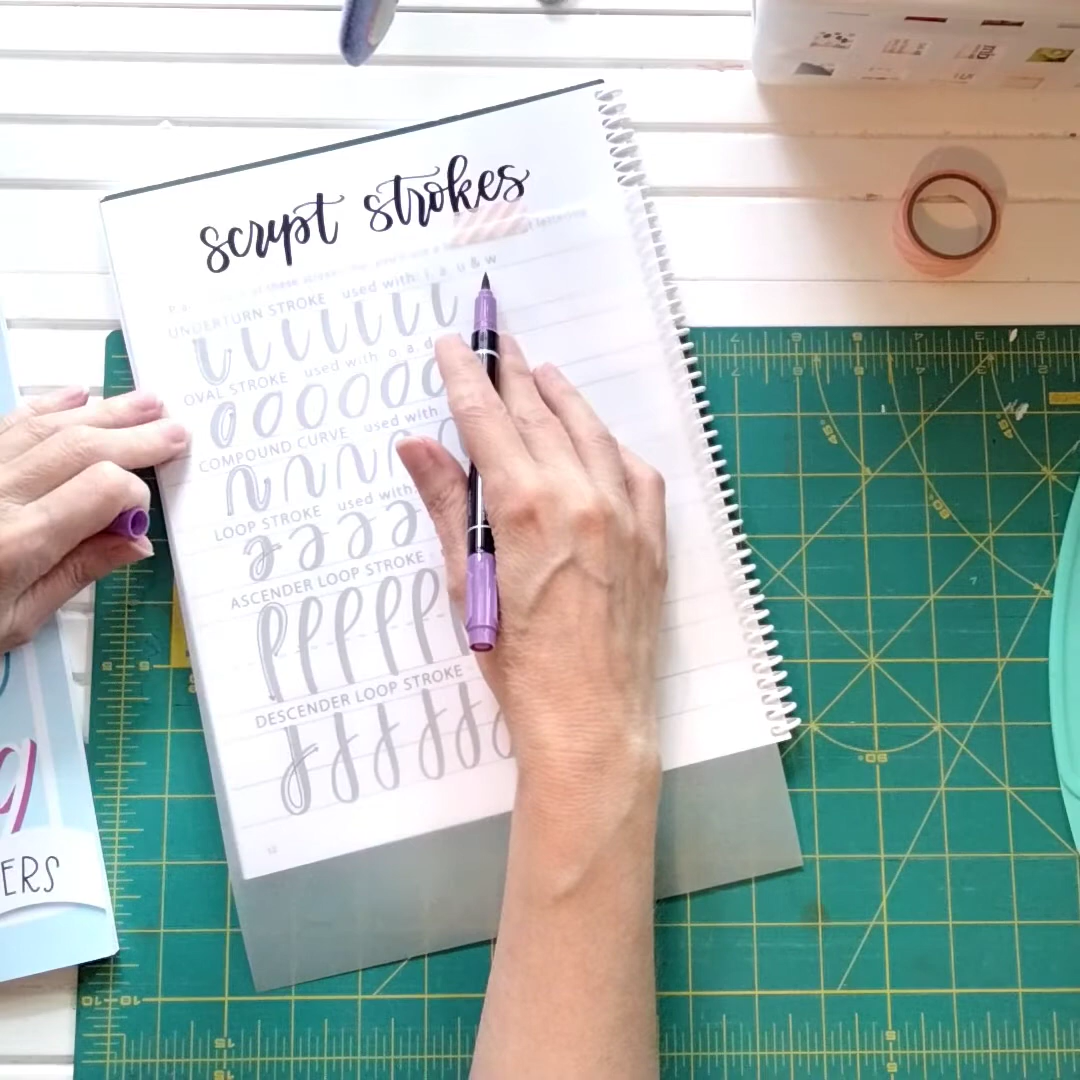 script strokes
lettering
UNDERTURN STROKE used with i, a, u & w
OVAL STROKE used with o, a, d
COMPOUND CURVE used with
LOOP STROKE used with:
ASCENDER LOOP STROKE
DESCENDER LOOP STROKE
12
ERS